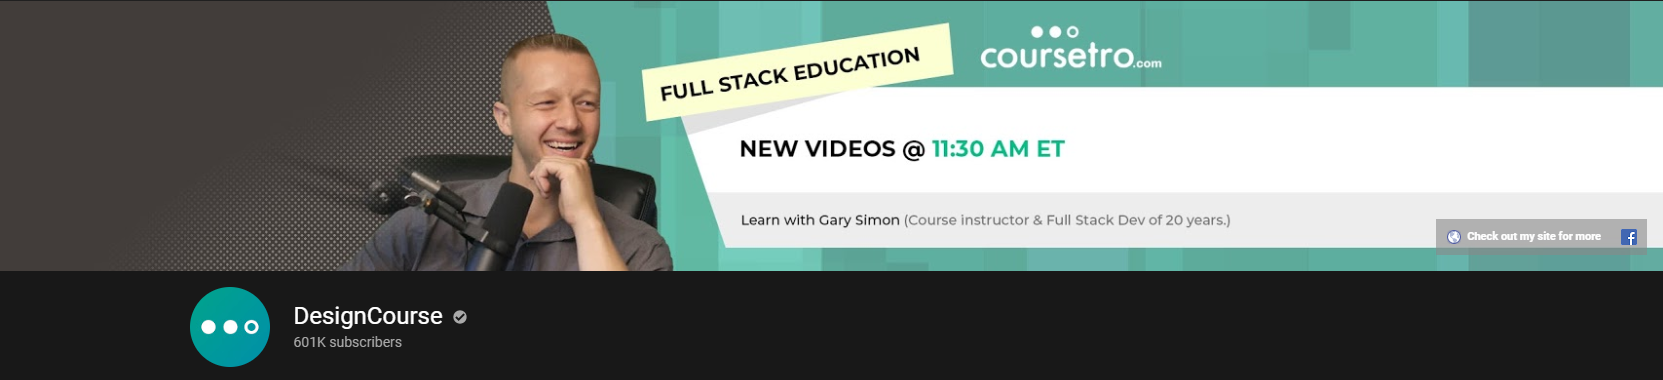 FULL STACK EDUCATION
coursetro.com
NEW VIDEOS @ 11:30 AM ET
Learn with Gary Simon (Course instructor & Full Stack Dev of 20 years.)
Check out my site for more
DesignCourse
601K subscribers